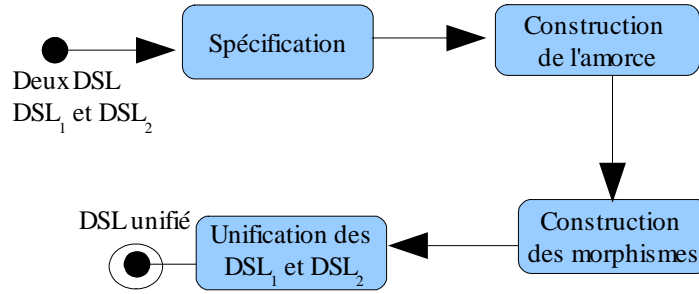 Spécification
Construction
de l'amorce
Deux DSL
DSL₁ et DSL₂
Construction
des morphismes
Unification des
DSL₁ et DSL₂
DSL unifié